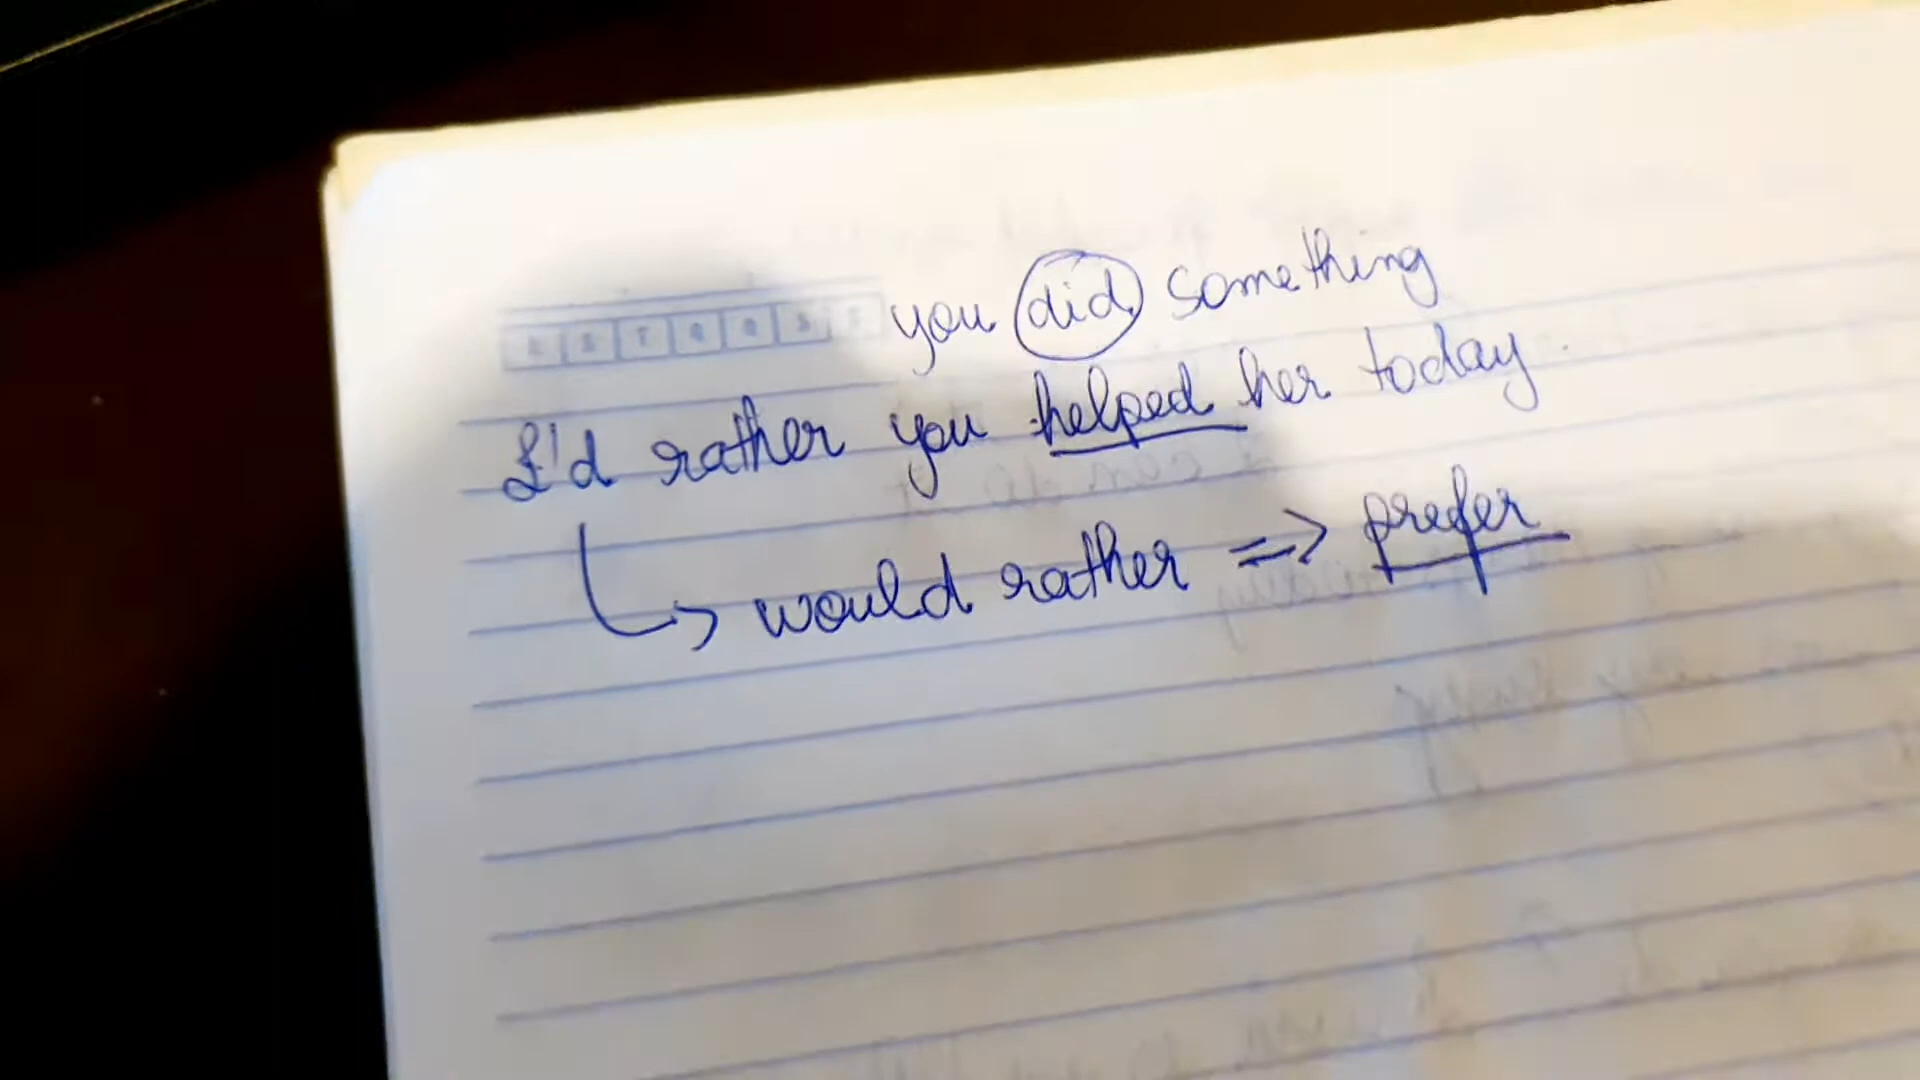 you did something
I'd rather you helped her today.
↳ would rather => prefer